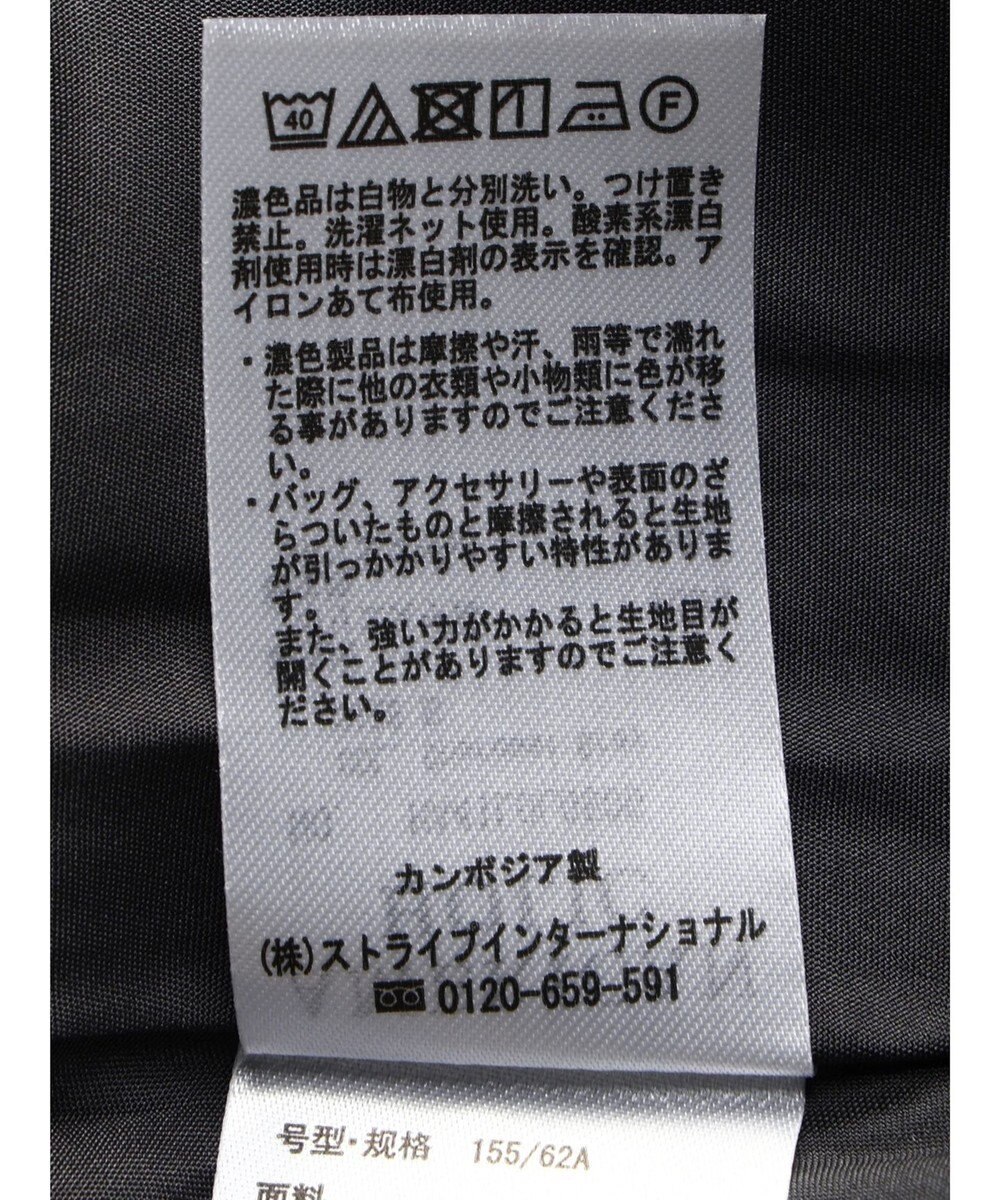 40 F
濃色品は白物と分別洗い。つけ置き
禁止。洗濯ネット使用。酸素系漂白
剤使用時は漂白剤の表示を確認。ア
イロンあて布使用。
・濃色製品は摩擦や汗、雨等で濡れ
た際に他の衣類や小物類に色が移
る事がありますのでご注意くださ
い。
・バッグ、アクセサリーや表面のざ
らついたものと摩擦されると生地
が引っかかりやすい特性がありま
す。
また、強い力がかかると生地目が
開くことがありますのでご注意く
ださい。
カンボジア製
(株)ストライプインターナショナル
0120-659-591
号型·规格 155/62A
面料